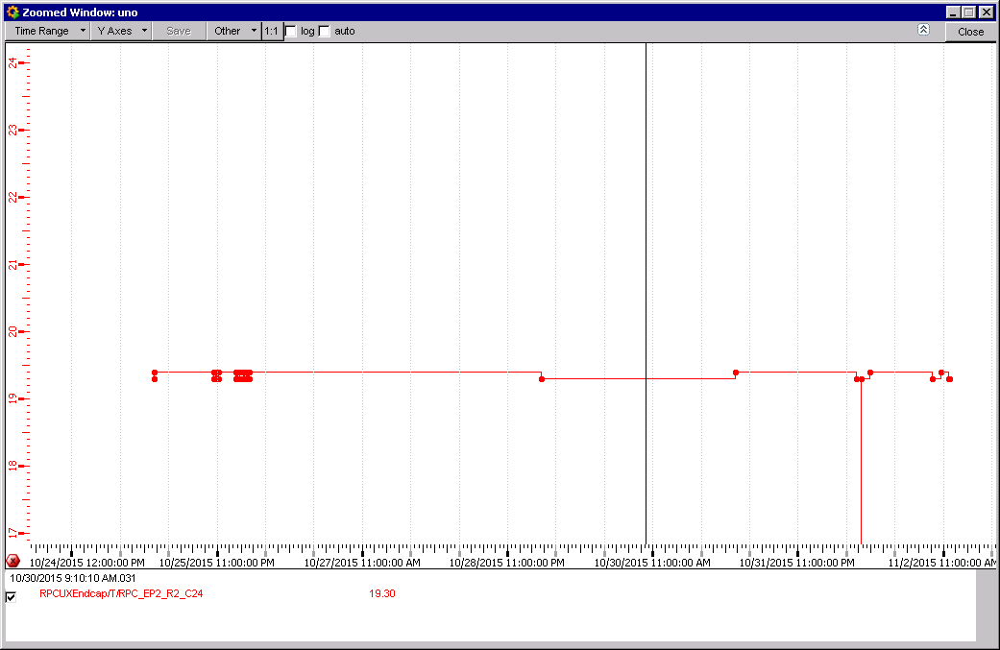 Zoomed Window: uno
Time Range Y Axes Save Other 1:1 log auto Close
24
23
22
21
20
19
18
17
10/24/2015 12:00:00 PM 10/25/2015 11:00:00 PM 10/27/2015 11:00:00 AM 10/28/2015 11:00:00 PM 10/30/2015 11:00:00 AM 10/31/2015 11:00:00 PM 11/2/2015 11:00:00 AM
10/30/2015 9:10:10 AM.031
RPCUXEndcap/T/RPC_EP2_R2_C24 19.30